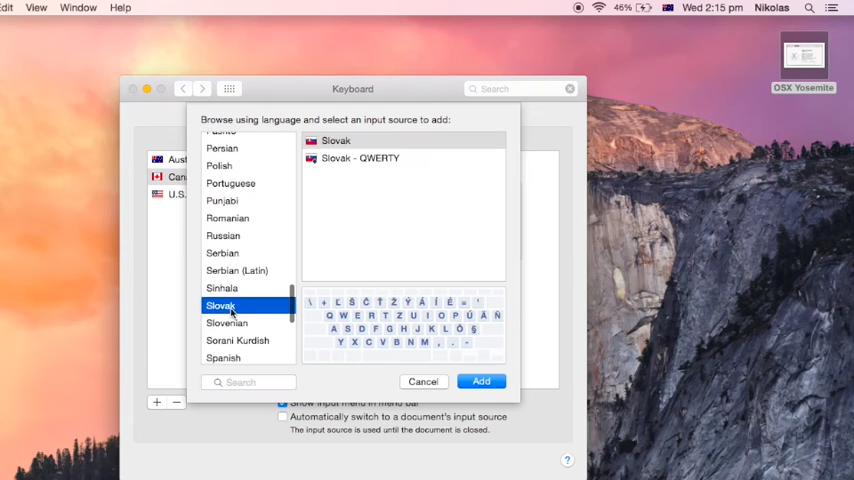 Edit View Window Help 46% Wed 2:15 pm Nikolas
OSX Yosemite
Keyboard
Search
Browse using language and select an input source to add:
Persian
Polish
Portuguese
Punjabi
Romanian
Russian
Serbian
Serbian (Latin)
Sinhala
Slovak
Slovenian
Sorani Kurdish
Spanish
Slovak
Slovak - QWERTY
Aust
Can
U.S.
\ + Ľ Š Č Ť Ž Ý Á Í É = '
Q W E R T Z U I O P Ú Ä Ň
A S D F G H J K L Ô §
Y X C V B N M , . -
Search
Cancel
Add
+ −
Show input menu in menu bar
Automatically switch to a document's input source
The input source is used until the document is closed.
?